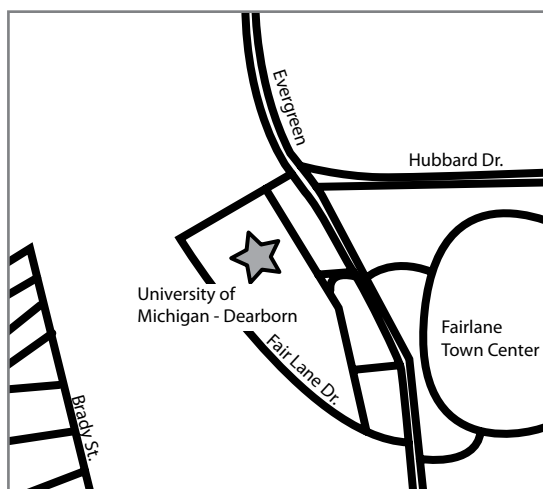 Evergreen
Hubbard Dr.
University of
Michigan - Dearborn
Fairlane
Town Center
Fair Lane Dr.
Brady St.